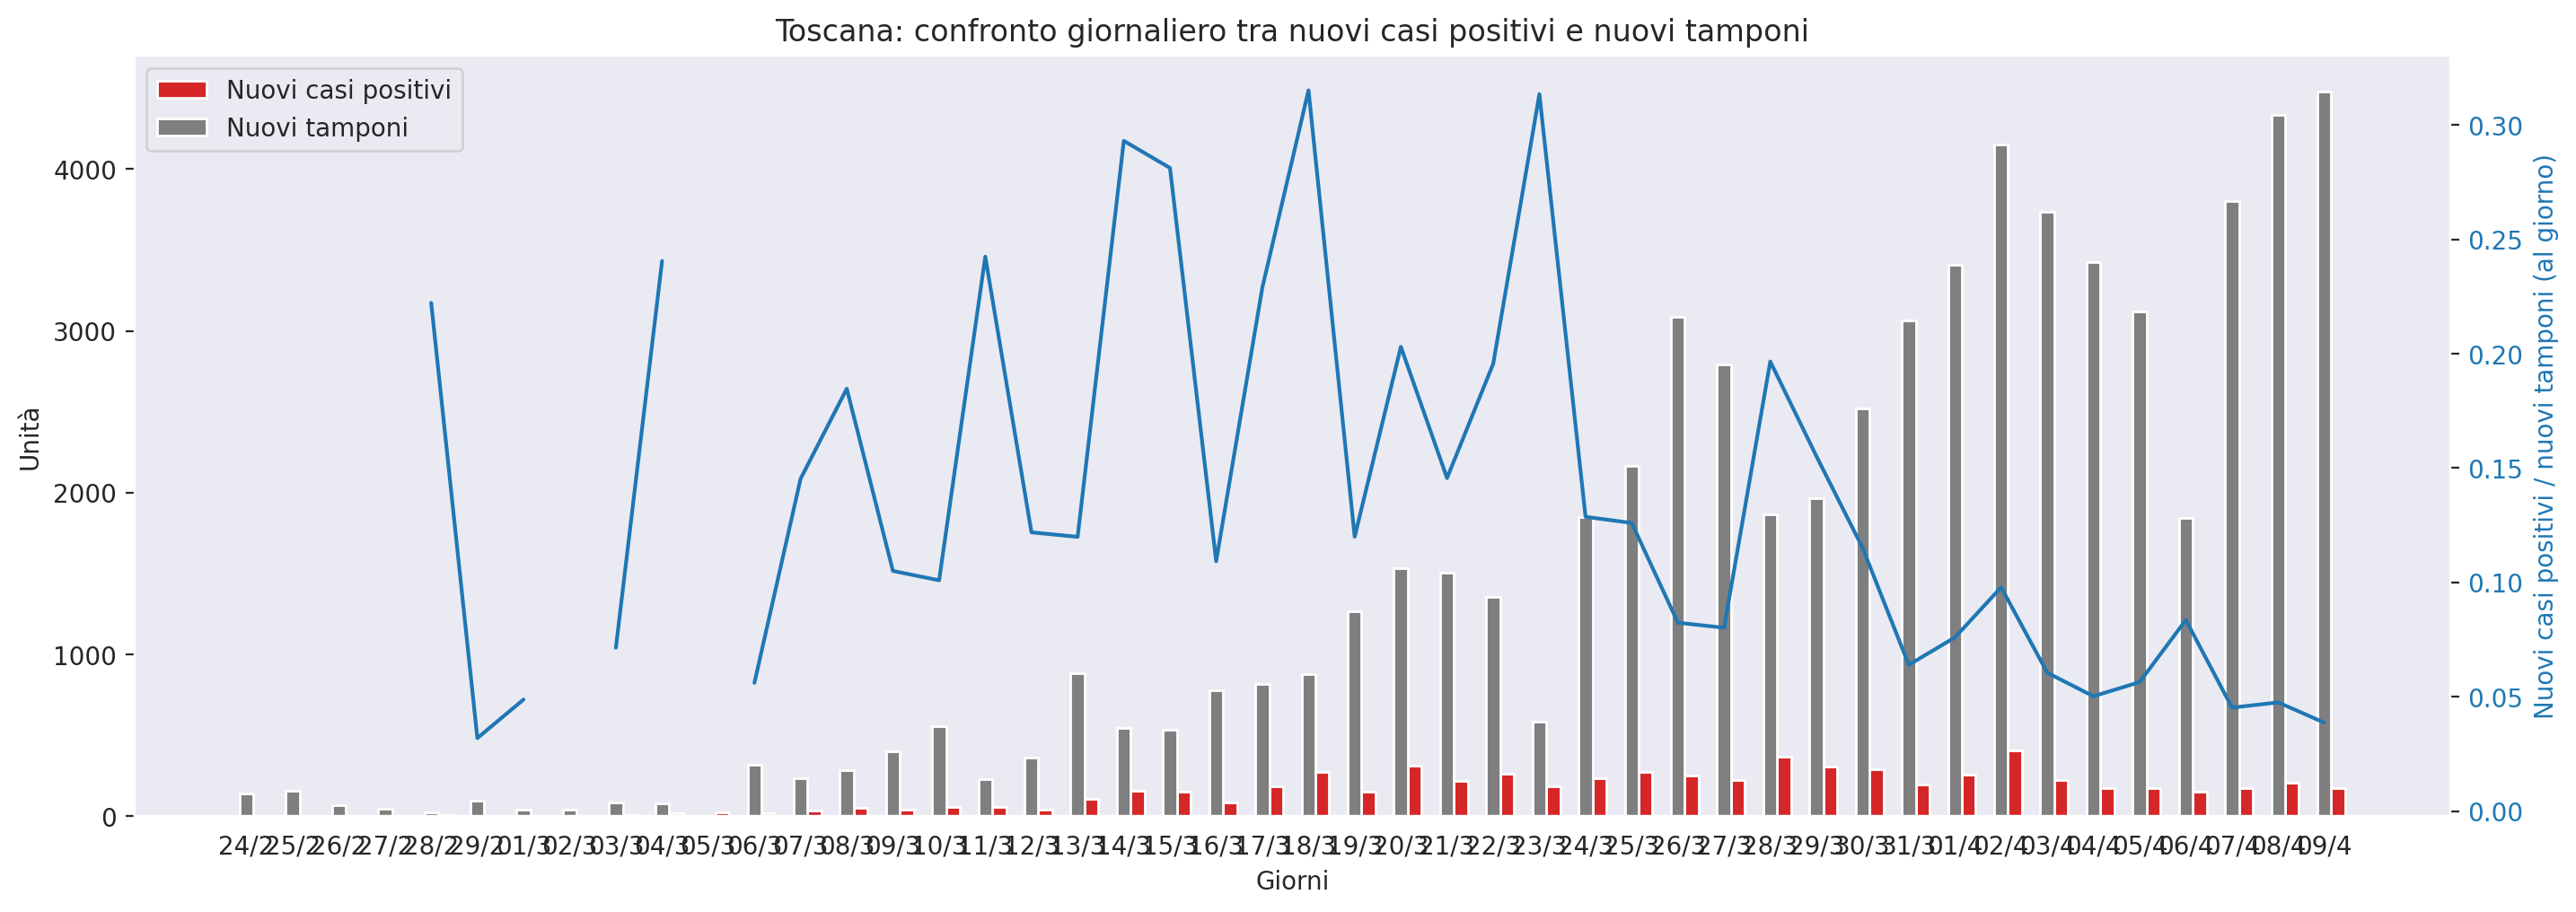 Toscana: confronto giornaliero tra nuovi casi positivi e nuovi tamponi
Nuovi casi positivi
Nuovi tamponi
Unità
4000
3000
2000
1000
0
0.30
0.25
0.20
0.15
0.10
0.05
0.00
Nuovi casi positivi / nuovi tamponi (al giorno)
24/2 25/2 26/2 27/2 28/2 29/2 01/3 02/3 03/3 04/3 05/3 06/3 07/3 08/3 09/3 10/3 11/3 12/3 13/3 14/3 15/3 16/3 17/3 18/3 19/3 20/3 21/3 22/3 23/3 24/3 25/3 26/3 27/3 28/3 29/3 30/3 31/3 01/4 02/4 03/4 04/4 05/4 06/4 07/4 08/4 09/4
Giorni